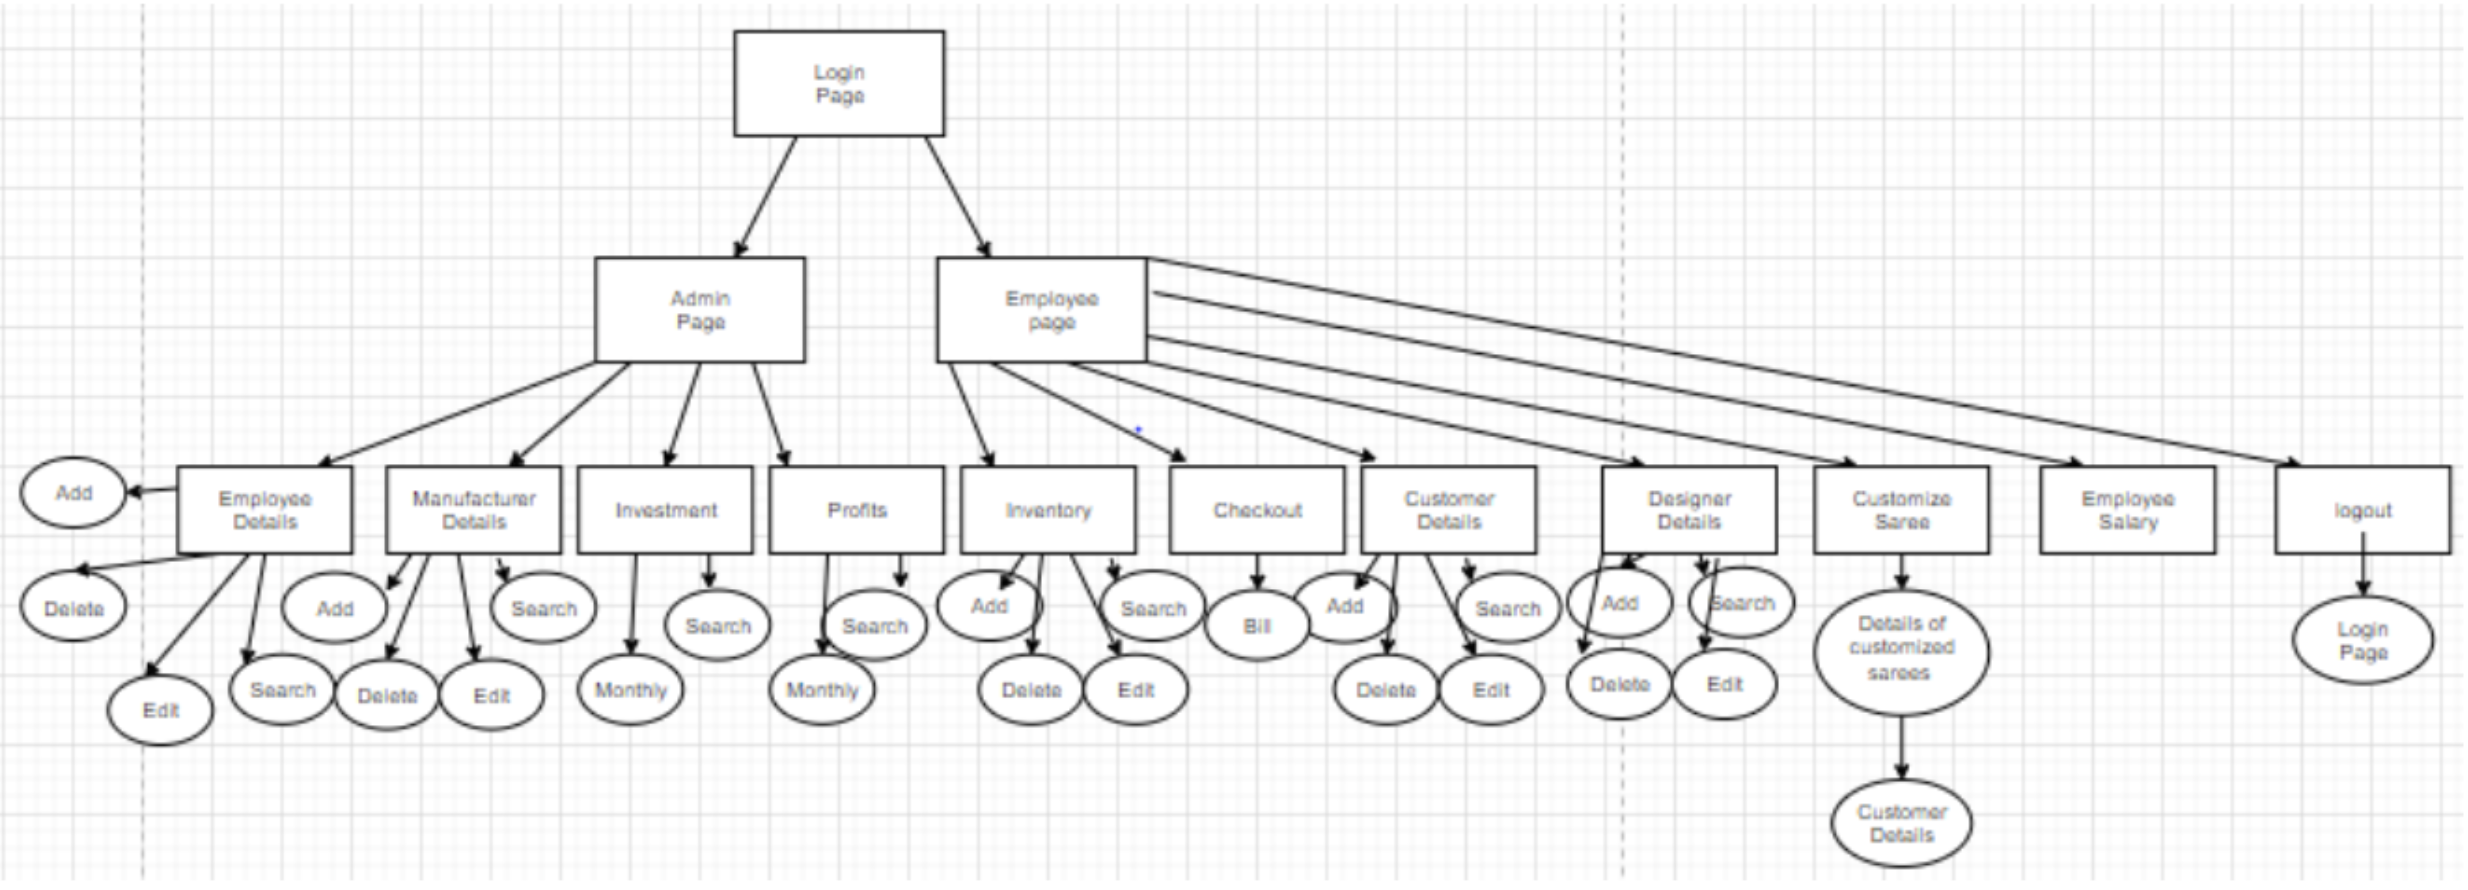 Login
Page
Admin
Page
Employee
page
Add
Employee
Details
Manufacturer
Details
Investment
Profits
Inventory
Checkout
Customer
Details
Designer
Details
Customize
Saree
Employee
Salary
logout
Delete
Add
Search
Search
Search
Add
Search
Bill
Add
Search
Add
Search
Details of
customized
sarees
Login
Page
Edit
Search
Delete
Edit
Monthly
Monthly
Delete
Edit
Delete
Edit
Delete
Edit
Customer
Details